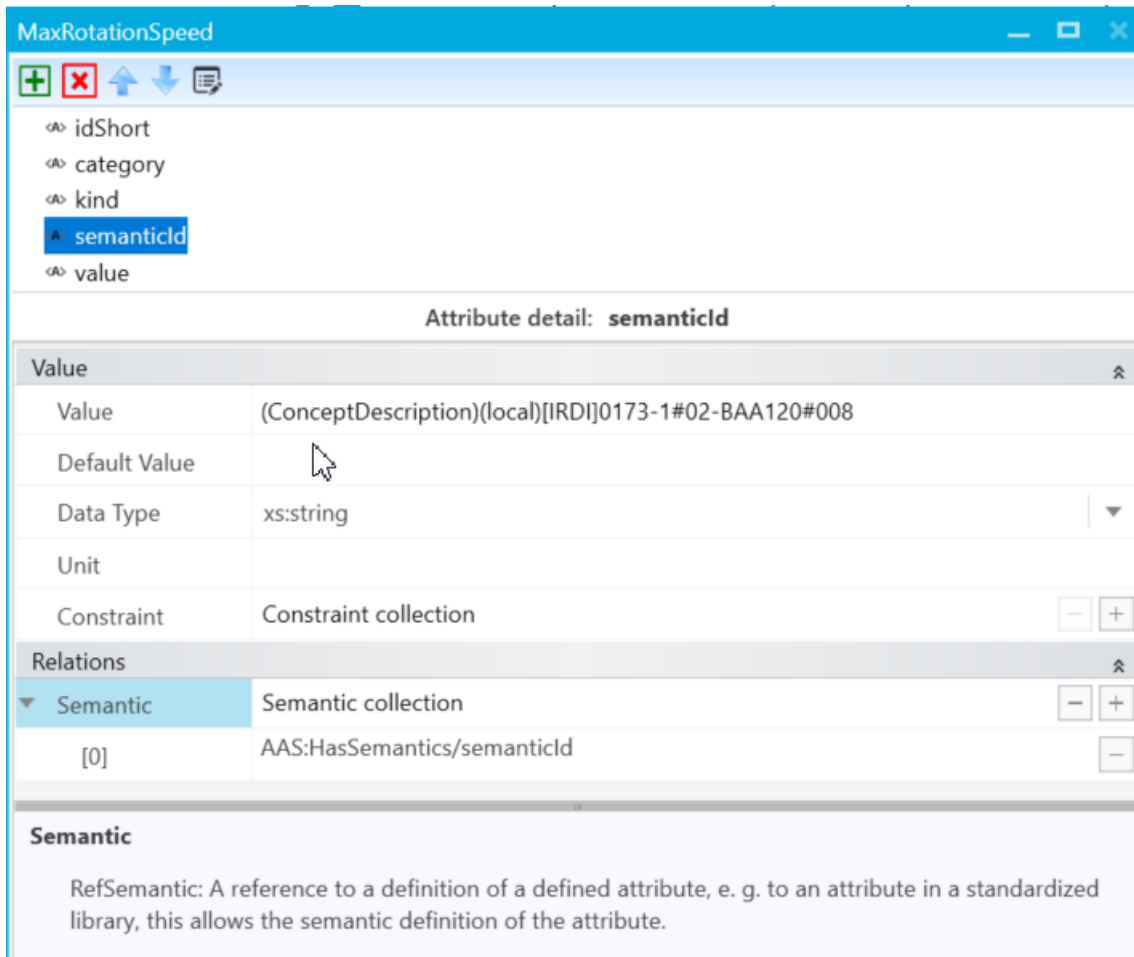 MaxRotationSpeed
<A> idShort
<A> category
<A> kind
A semanticId
<A> value
Attribute detail: semanticId
Value
Value (ConceptDescription)(local)[IRDI]0173-1#02-BAA120#008
Default Value
Data Type xs:string
Unit
Constraint Constraint collection
Relations
Semantic Semantic collection
[0] AAS:HasSemantics/semanticId
Semantic
RefSemantic: A reference to a definition of a defined attribute, e. g. to an attribute in a standardized
library, this allows the semantic definition of the attribute.